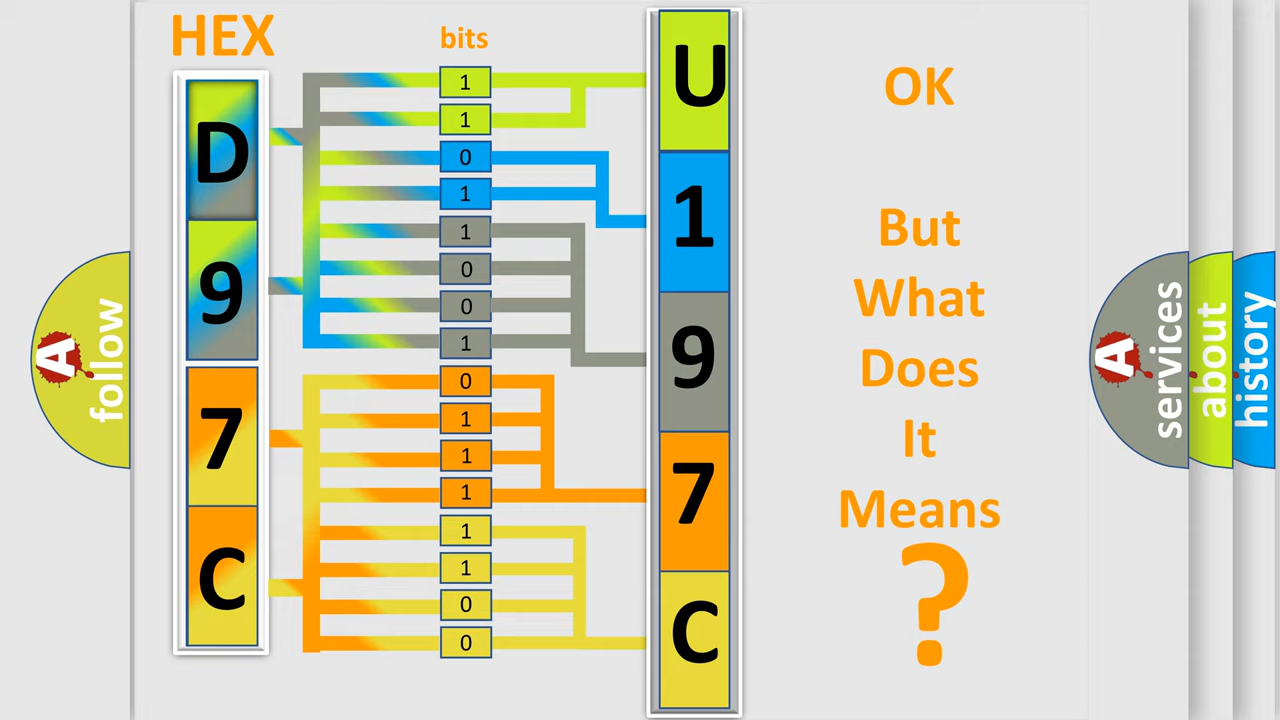 HEX
bits
D
9
7
C
1
1
0
1
1
0
0
1
0
1
1
1
1
1
0
0
U
1
9
7
C
OK
But
What
Does
It
Means
?
A
follow
A
services
about
history